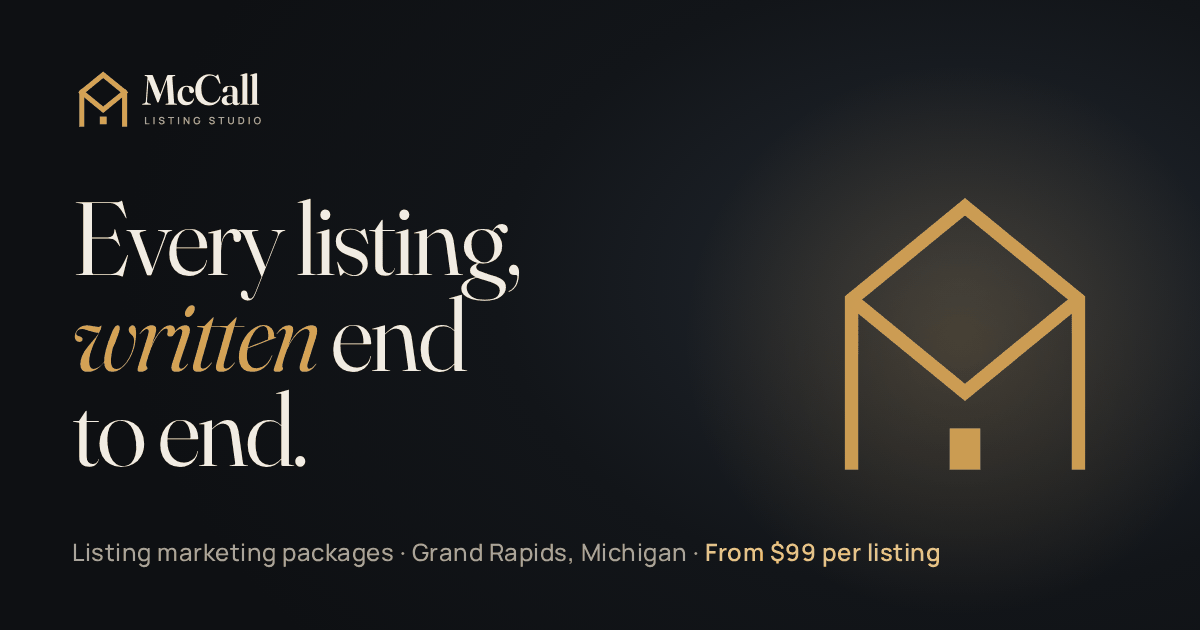 McCall
LISTING STUDIO
Every listing,
written end
to end.
Listing marketing packages · Grand Rapids, Michigan · From $99 per listing